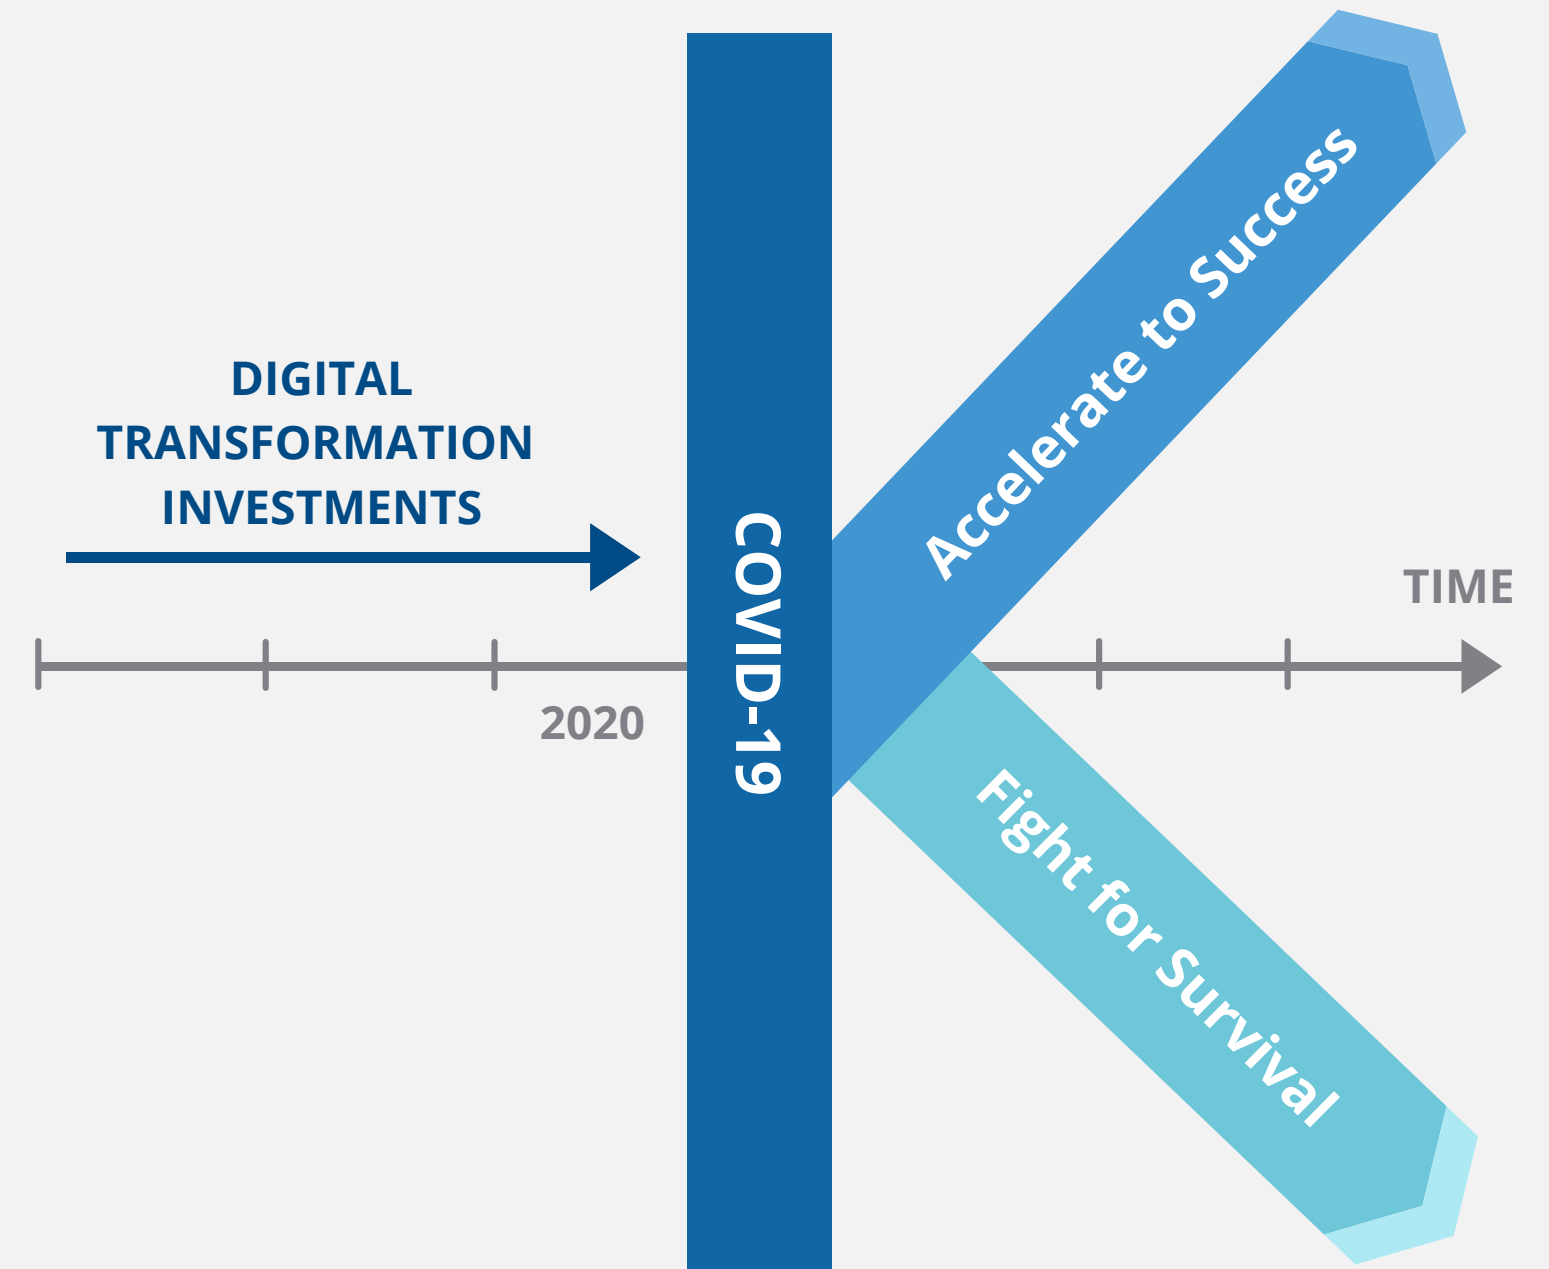 DIGITAL
TRANSFORMATION
INVESTMENTS
2020
COVID-19
Accelerate to Success
TIME
Fight for Survival